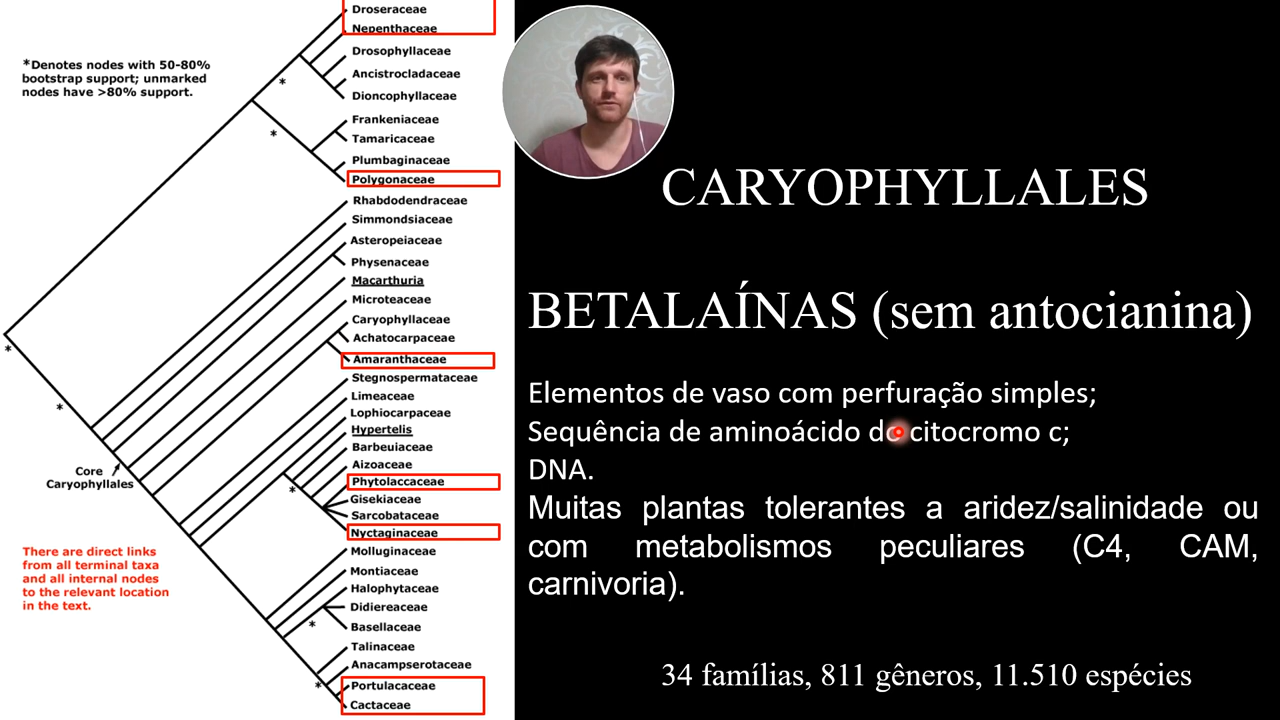 Droseraceae
Nepenthaceae
Drosophyllaceae
*Denotes nodes with 50-80%
bootstrap support; unmarked
nodes have >80% support.
Ancistrocladaceae
Dioncophyllaceae
*
Frankeniaceae
*
Tamaricaceae
Plumbaginaceae
Polygonaceae
Rhabdodendraceae
Simmondsiaceae
Asteropeiaceae
Physenaceae
Macarthuria
Microteaceae
Caryophyllaceae
Achatocarpaceae
*
Amaranthaceae
Stegnospermataceae
Limeaceae
*
Lophiocarpaceae
Hypertelis
Barbeuiaceae
Aizoaceae
Core
Caryophyllales
Phytolaccaceae
*
Gisekiaceae
Sarcobataceae
Nyctaginaceae
Molluginaceae
There are direct links
from all terminal taxa
and all internal nodes
to the relevant location
in the text.
Montiaceae
Halophytaceae
Didiereaceae
*
Basellaceae
Talinaceae
Anacampserotaceae
*
Portulacaceae
Cactaceae
CARYOPHYLLALES
BETALAÍNAS (sem antocianina)
Elementos de vaso com perfuração simples;
Sequência de aminoácido do citocromo c;
DNA.
Muitas plantas tolerantes a aridez/salinidade ou
com metabolismos peculiares (C4, CAM,
carnivoria).
34 famílias, 811 gêneros, 11.510 espécies